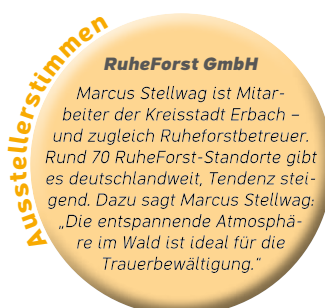 Ausstellerstimmen
RuheForst GmbH
Marcus Stellwag ist Mitar-
beiter der Kreisstadt Erbach –
und zugleich Ruheforstbetreuer.
Rund 70 RuheForst-Standorte gibt
es deutschlandweit, Tendenz stei-
gend. Dazu sagt Marcus Stellwag:
„Die entspannende Atmosphä-
re im Wald ist ideal für die
Trauerbewältigung.“